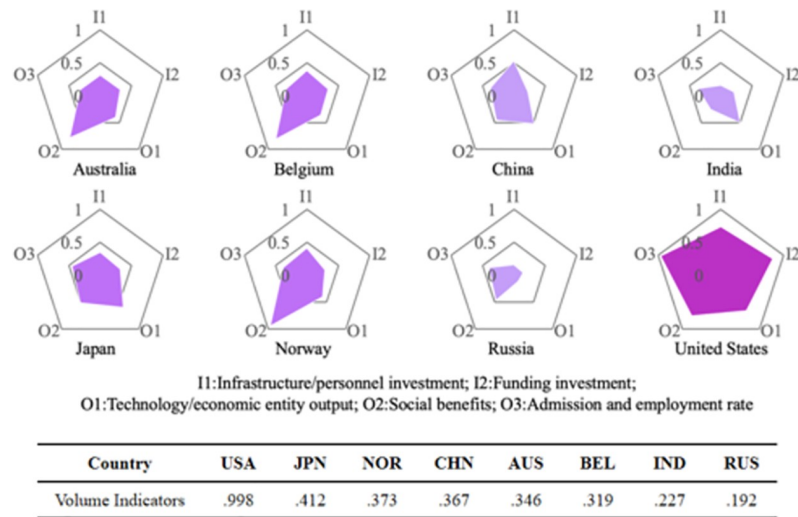 I1 I1 I1 I1
1 1 1 1
O3 0.5 I2 O3 0.5 I2 O3 0.5 I2 O3 0.5 I2
0 0 0 0
O2 O1 O2 O1 O2 O1 O2 O1
Australia Belgium China India
I1 I1 I1 I1
1 1 1 1
O3 0.5 I2 O3 0.5 I2 O3 0.5 I2 O3 0.5 I2
0 0 0 0
O2 O1 O2 O1 O2 O1 O2 O1
Japan Norway Russia United States
I1:Infrastructure/personnel investment; I2:Funding investment;
O1:Technology/economic entity output; O2:Social benefits; O3:Admission and employment rate
Country USA JPN NOR CHN AUS BEL IND RUS
Volume Indicators .998 .412 .373 .367 .346 .319 .227 .192